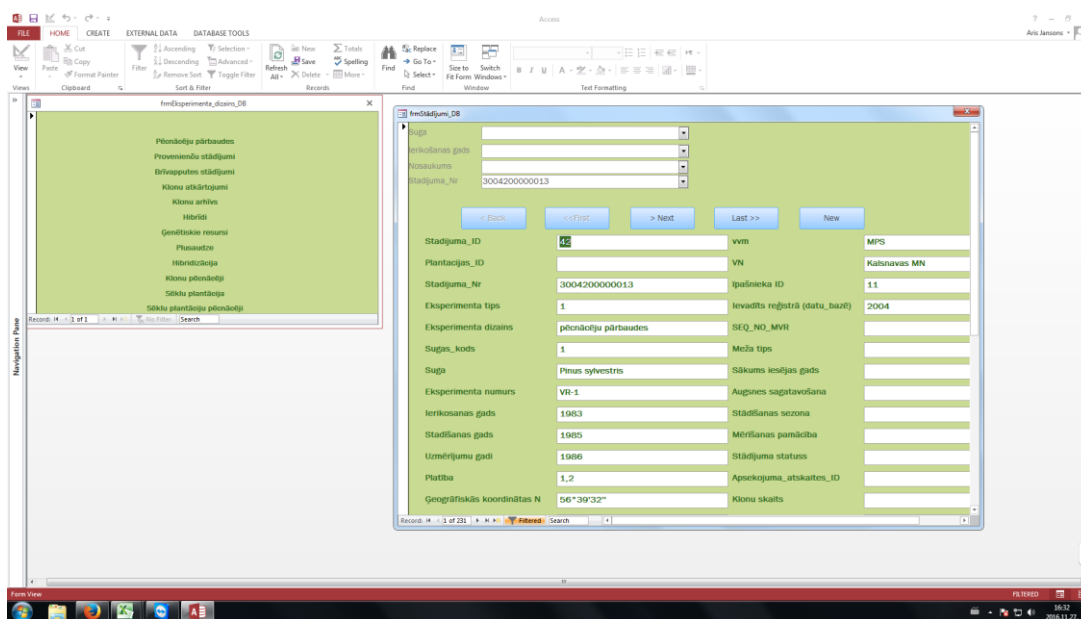 Access
Aris Jansons
FILE HOME CREATE EXTERNAL DATA DATABASE TOOLS
View Paste Cut Copy Format Painter
Filter Ascending Descending Remove Sort Selection Advanced Toggle Filter
Refresh All New Save Delete Totals Spelling More
Find Replace Go To Select
Size to Fit Form Switch Windows
B I U
Views Clipboard Sort & Filter Records Find Window Text Formatting
frmEksperimenta_dizains_DB
Pēcnācēju pārbaudes
Provenienču stādījumi
Brīvapputes stādījumi
Klonu atkārtojumi
Klonu arhīvs
Hibrīdi
Ģenētiskie resursi
Plusaudze
Hibridizācija
Klonu pēcnācēji
Sēklu plantācija
Sēklu plantāciju pēcnācēji
Record: 1 of 1 No Filter Search
Navigation Pane
frmStādījumi_DB
Suga
Ierīkošanas gads
Nosaukums
Stadijuma_Nr 3004200000013
< Back <<First > Next Last >> New
Stadijuma_ID 42 vvm MPS
Plantacijas_ID VN Kalsnavas MN
Stadijuma_Nr 3004200000013 Ipašnieka ID 11
Eksperimenta tips 1 Ievadīts reģistrā (datu_bazē) 2004
Eksperimenta dizains pēcnācēju pārbaudes SEQ_NO_MVR
Sugas_kods 1 Meža tips
Suga Pinus sylvestris Sākums iesējas gads
Eksperimenta numurs VR-1 Augsnes sagatavošana
Ierikosanas gads 1983 Stādīšanas sezona
Stadīšanas gads 1985 Mērīšanas pamācība
Uzmērījumu gadi 1986 Stādījuma statuss
Platība 1,2 Apsekojuma_atskaites_ID
Ģeogrāfiskās koordinātas N 56°39'32" Klonu skaits
Record: 1 of 231 Filtered Search
Form View FILTERED
16:32
2016.11.27